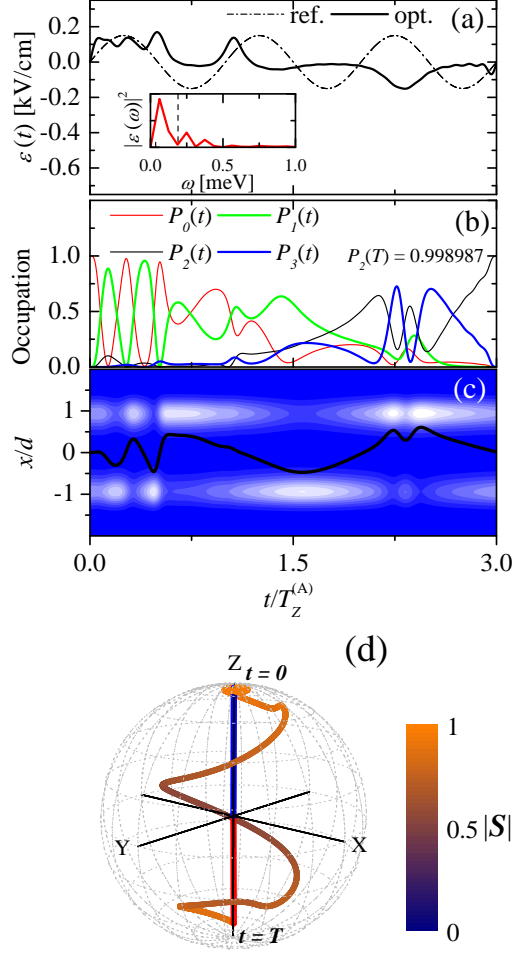 ref. opt. (a)
0.2
0.0
-0.2
-0.4
-0.6
ε(t) [kV/cm]
|ε(ω)|²
0.0 0.5 1.0
ω [meV]
P₀(t) P₁(t) (b)
P₂(t) P₃(t) P₂(T) = 0.998987
1.0
0.5
0.0
Occupation
(c)
1
0
-1
x/d
0.0 1.5 3.0
t/T_Z^(A)
(d)
Z t = 0
Y X
t = T
1
0.5 |S|
0